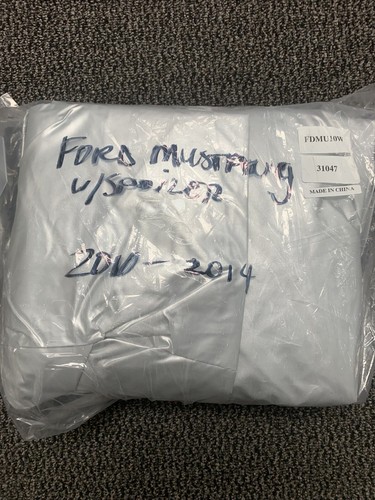 FORD MUSTANG
w/SPOILER
2010 - 2014
FDMU10W
31047
MADE IN CHINA